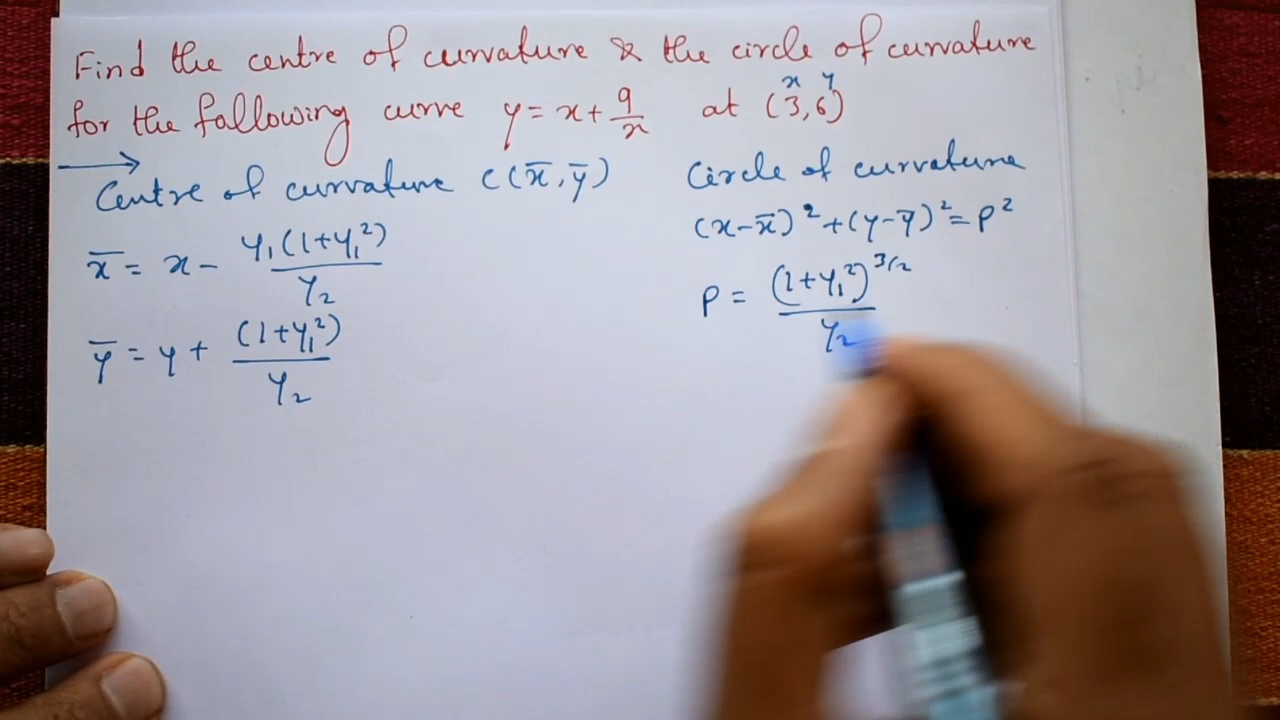 Find the centre of curvature & the circle of curvature
for the following curve y = x + 9/x at (3,6)
x y
Centre of curvature C(x̄, ȳ)
x̄ = x - y₁(1+y₁²)/y₂
ȳ = y + (1+y₁²)/y₂
Circle of curvature
(x-x̄)² + (y-ȳ)² = ρ²
ρ = (1+y₁²)^3/2/y₂